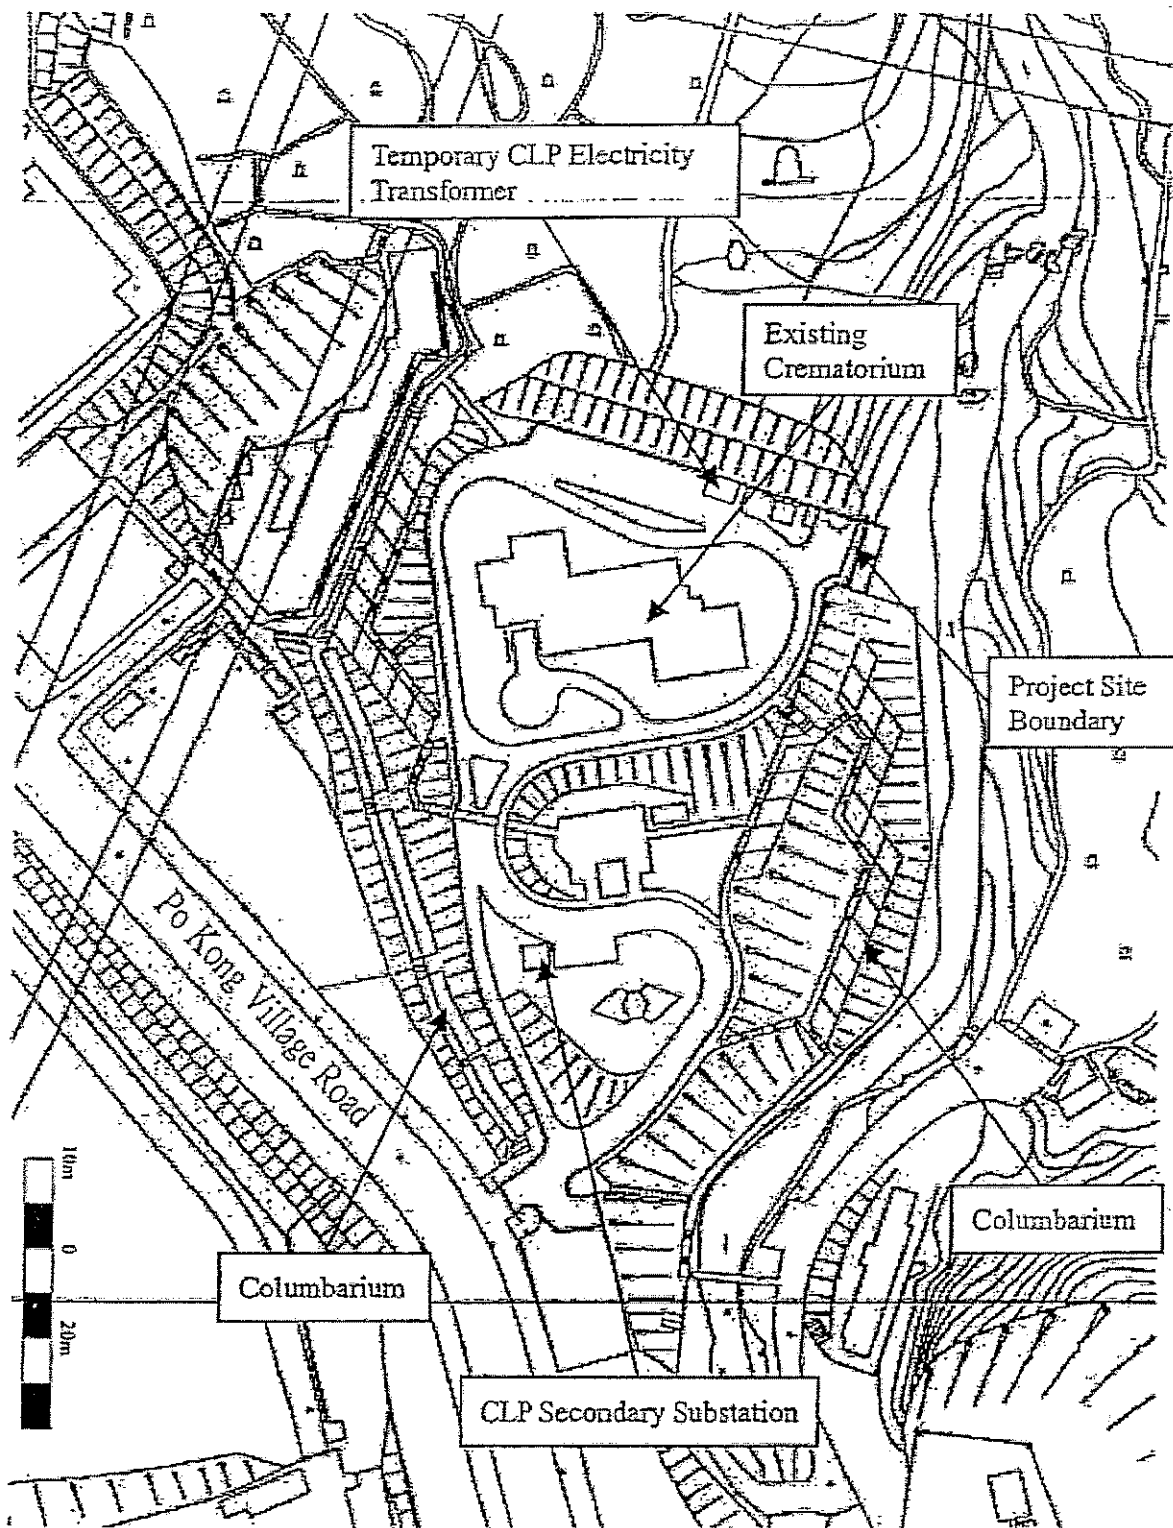 Temporary CLP Electricity
Transformer
Existing
Crematorium
Project Site
Boundary
Po Kong Village Road
10m
0
20m
Columbarium
Columbarium
CLP Secondary Substation